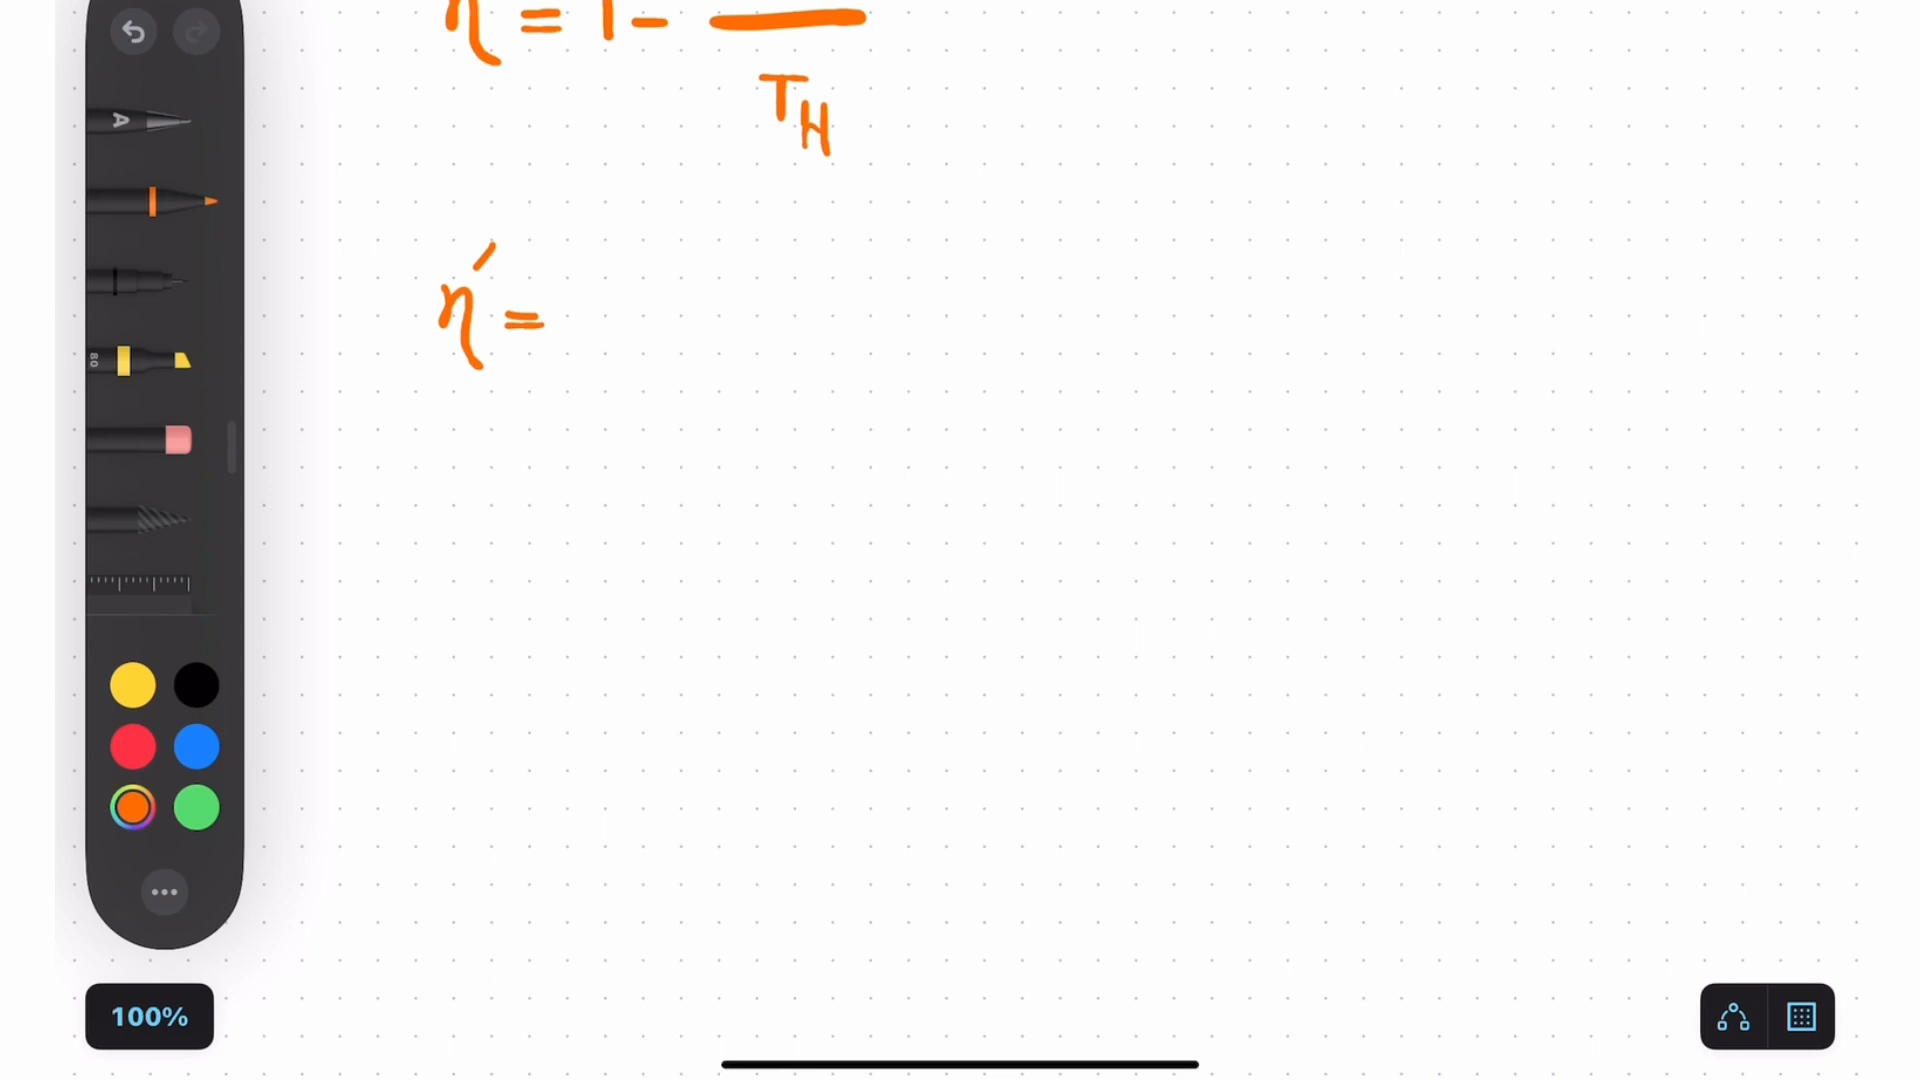 η = 1 -
T_H
η′ =
A
80
100%